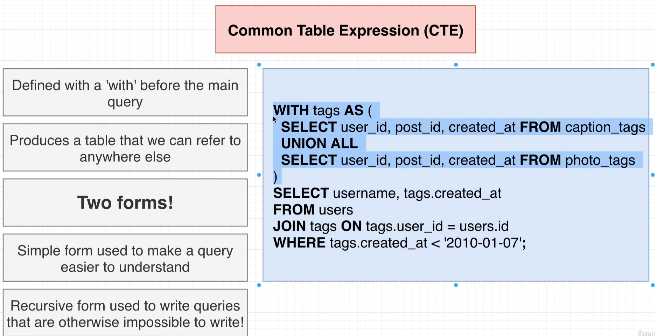 Common Table Expression (CTE)
Defined with a 'with' before the main
query
Produces a table that we can refer to
anywhere else
Two forms!
Simple form used to make a query
easier to understand
Recursive form used to write queries
that are otherwise impossible to write!
WITH tags AS (
SELECT user_id, post_id, created_at FROM caption_tags
UNION ALL
SELECT user_id, post_id, created_at FROM photo_tags
)
SELECT username, tags.created_at
FROM users
JOIN tags ON tags.user_id = users.id
WHERE tags.created_at < '2010-01-07';